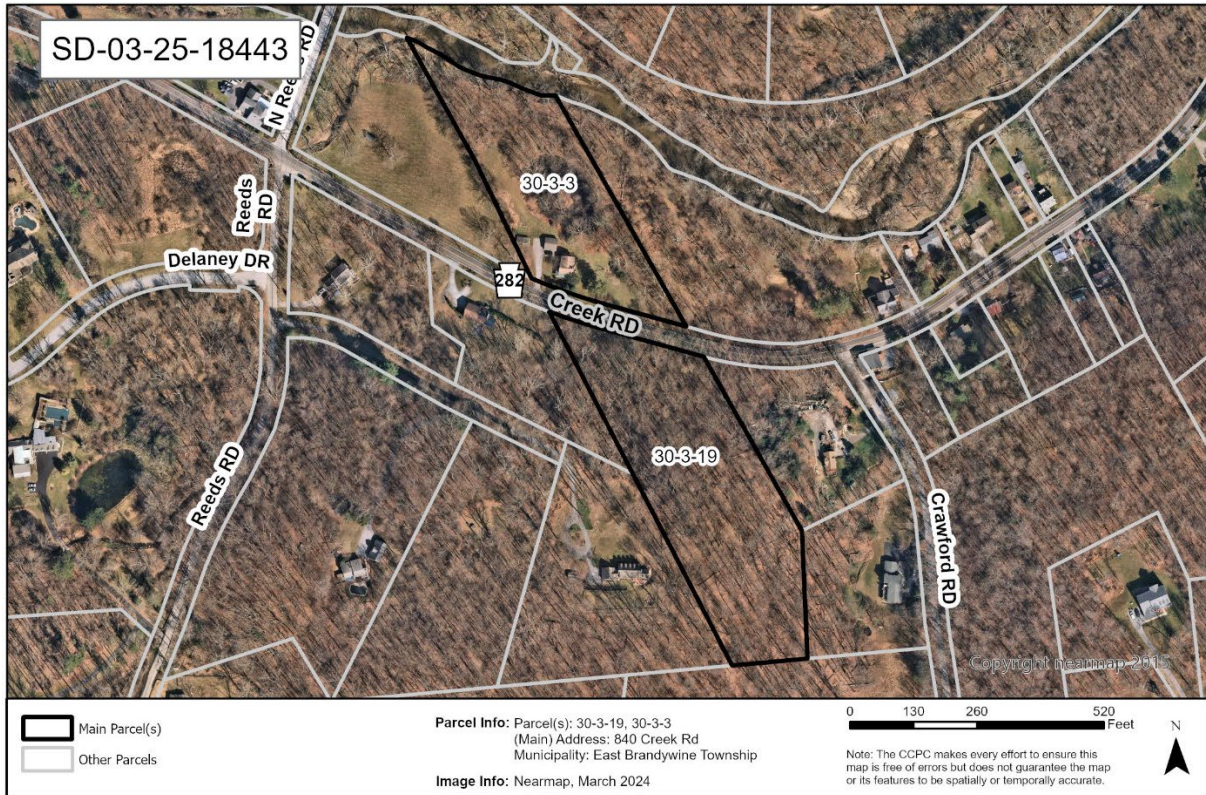 SD-03-25-18443
N Reeds RD
Reeds
RD
Delaney DR
282
Creek RD
30-3-3
30-3-19
Reeds RD
Crawford RD
Copyright nearmap 2015
Main Parcel(s)
Other Parcels
Parcel Info: Parcel(s): 30-3-19, 30-3-3
(Main) Address: 840 Creek Rd
Municipality: East Brandywine Township
Image Info: Nearmap, March 2024
0 130 260 520
Feet
Note: The CCPC makes every effort to ensure this
map is free of errors but does not guarantee the map
or its features to be spatially or temporally accurate.
N